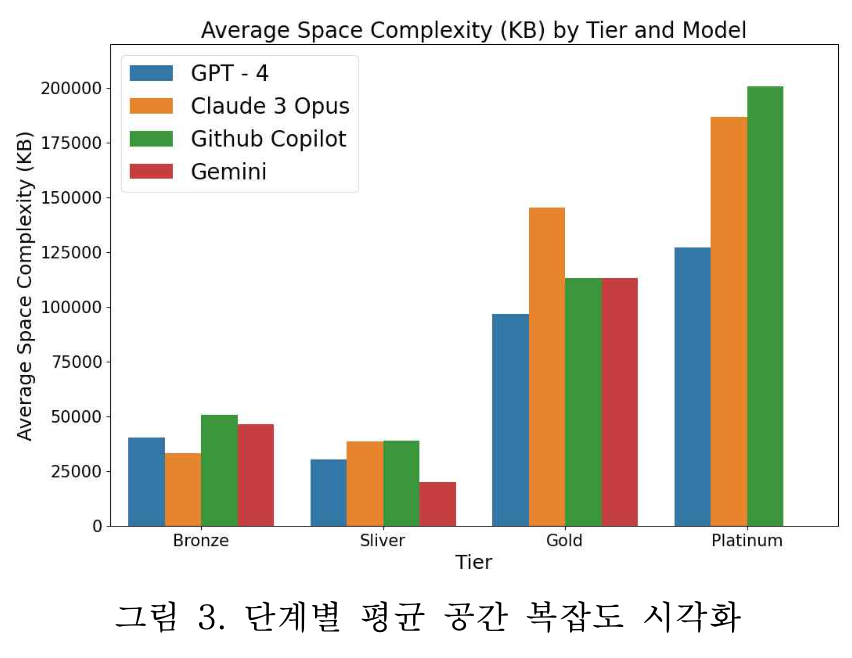 Average Space Complexity (KB) by Tier and Model
GPT - 4
Claude 3 Opus
Github Copilot
Gemini
Average Space Complexity (KB)
200000
175000
150000
125000
100000
75000
50000
25000
0
Bronze
Sliver
Gold
Platinum
Tier
그림 3. 단계별 평균 공간 복잡도 시각화